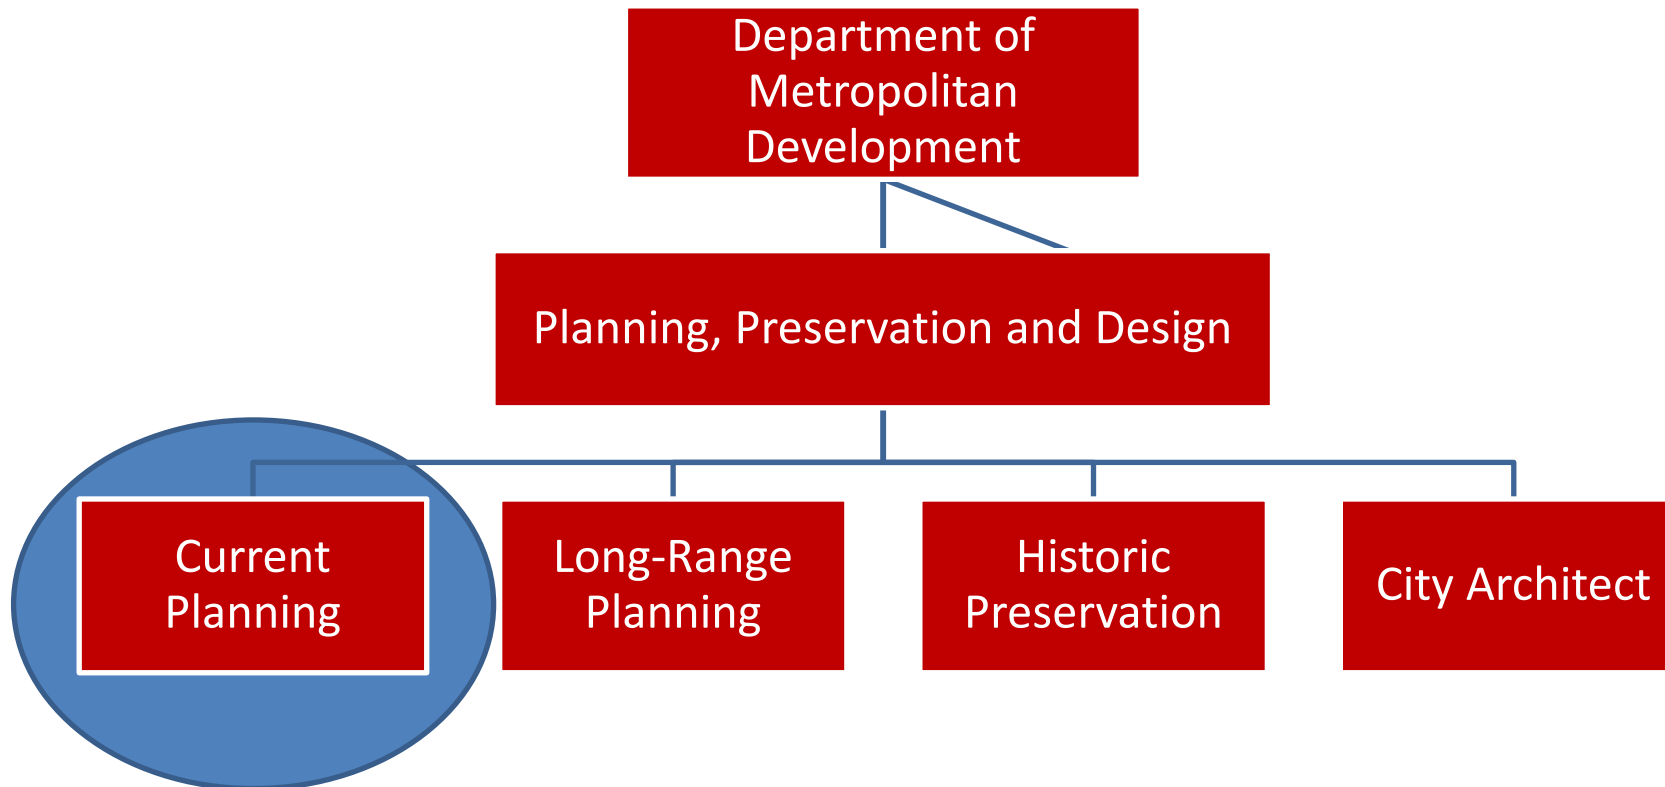 Department of
Metropolitan
Development
Planning, Preservation and Design
Current
Planning
Long-Range
Planning
Historic
Preservation
City Architect